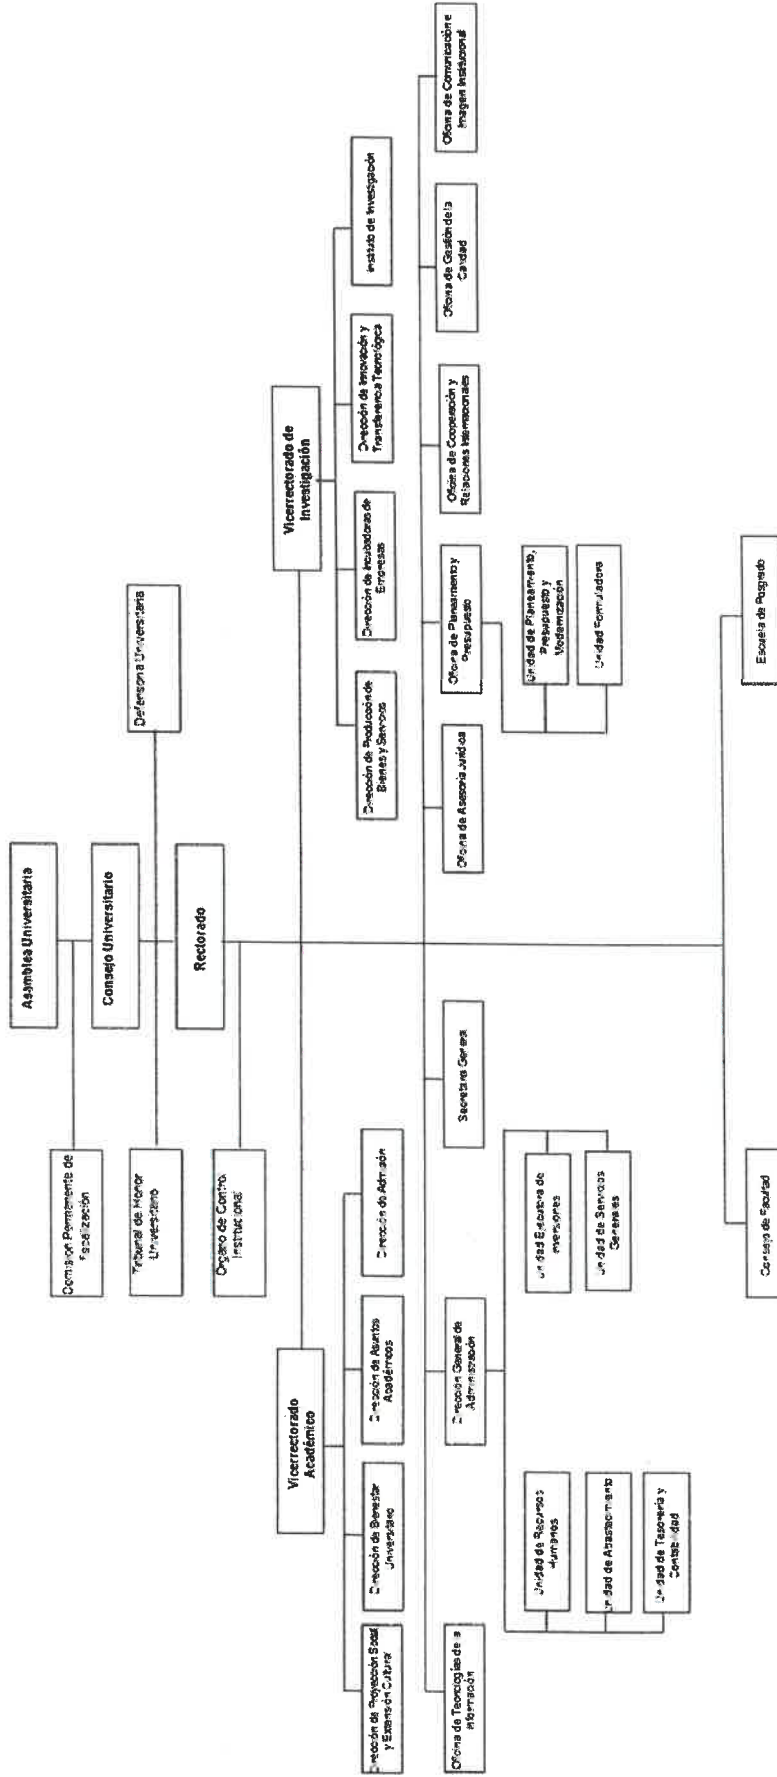 Asamblea Universitaria
Comisión Permanente de
Fiscalización
Consejo Universitario
Tribunal de Honor
Universitario
Defensoría Universitaria
Rectorado
Órgano de Control
Institucional
Vicerrectorado
Académico
Vicerrectorado de
Investigación
Dirección de Proyección Social
y Extensión Cultural
Dirección de Bienestar
Universitario
Dirección de Asuntos
Académicos
Dirección de Admisión
Dirección de Producción de
Bienes y Servicios
Dirección de Incubadoras de
Empresas
Dirección de Innovación y
Transferencia Tecnológica
Instituto de Investigación
Oficina de Tecnologías de la
Información
Dirección General de
Administración
Secretaria General
Oficina de Asesoría Jurídica
Oficina de Planeamiento y
Presupuesto
Oficina de Cooperación y
Relaciones Internacionales
Oficina de Gestión de la
Calidad
Oficina de Comunicación e
Imagen Institucional
Unidad de Recursos
Humanos
Unidad de Abastecimiento
Unidad de Tesorería y
Contabilidad
Unidad Ejecutora de
Inversiones
Unidad de Servicios
Generales
Unidad de Planeamiento,
Presupuesto y
Modernización
Unidad Formuladora
Consejo de Facultad
Escuela de Posgrado